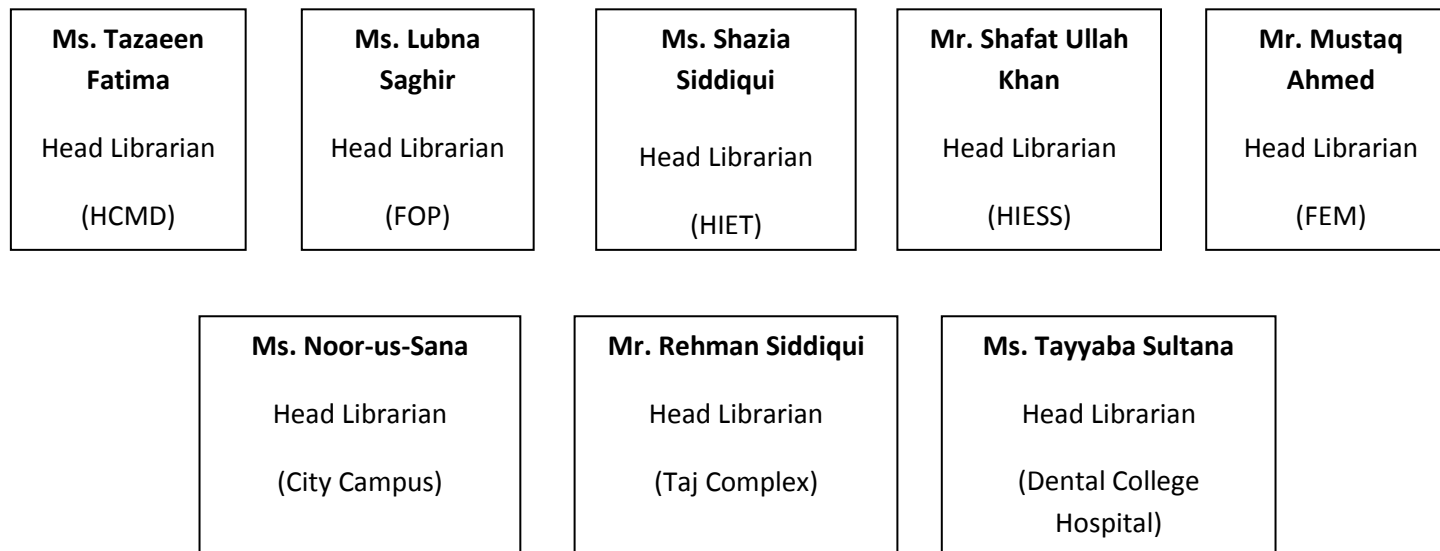 Ms. Tazaeen
Fatima
Head Librarian
(HCMD)
Ms. Lubna
Saghir
Head Librarian
(FOP)
Ms. Shazia
Siddiqui
Head Librarian
(HIET)
Mr. Shafat Ullah
Khan
Head Librarian
(HIESS)
Mr. Mustaq
Ahmed
Head Librarian
(FEM)
Ms. Noor-us-Sana
Head Librarian
(City Campus)
Mr. Rehman Siddiqui
Head Librarian
(Taj Complex)
Ms. Tayyaba Sultana
Head Librarian
(Dental College
Hospital)